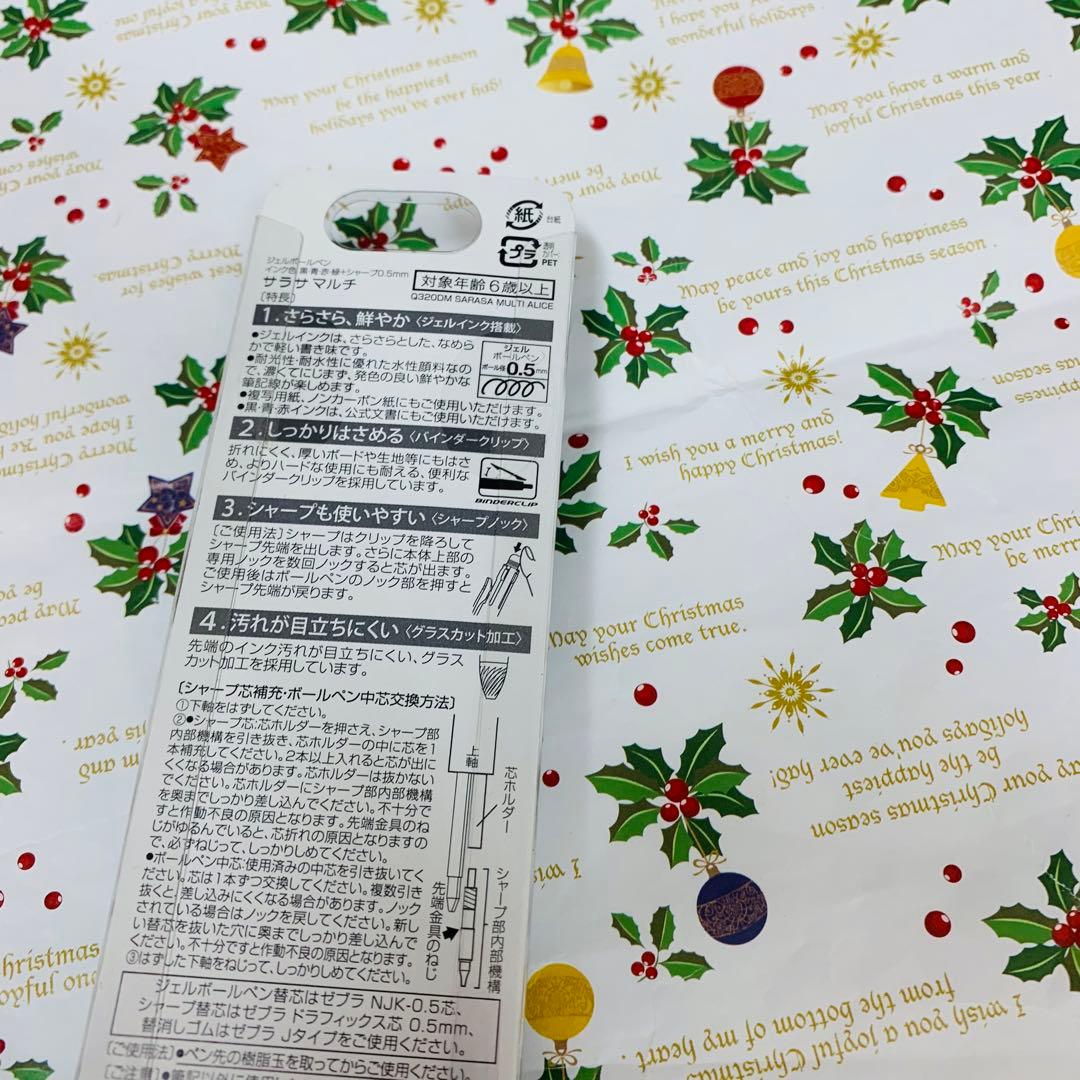 紙
台紙
プラ
PET
ジェルボールペン
インク色 黒・青・赤・緑+シャープ0.5mm
サラサマルチ
対象年齢6歳以上
Q320DM SARASA MULTI ALICE
〔特長〕
1.さらさら、鮮やか〈ジェルインク搭載〉
●ジェルインクは、さらさらとした、なめら
かで軽い書き味です。
●耐光性・耐水性に優れた水性顔料なの
で、濃くてにじまず、発色の良い鮮やかな
筆記線が楽しめます。
●複写用紙、ノンカーボン紙にもご使用いただけます。
●黒・青・赤インクは、公式文書にもご使用いただけます。
ジェル
ボールペン
ボール径0.5mm
2.しっかりはさめる〈バインダークリップ〉
折れにくく、厚いボードや生地等にもはさ
め、よりハードな使用にも耐える、便利な
バインダークリップを採用しています。
BINDERCLIP
3.シャープも使いやすい〈シャープノック〉
〔ご使用法〕シャープはクリップを降ろして
シャープ先端を出します。さらに本体上部の
専用ノックを数回ノックすると芯が出ます。
ご使用後はボールペンのノック部を押すと
シャープ先端が戻ります。
4.汚れが目立ちにくい〈グラスカット加工〉
先端のインク汚れが目立ちにくい、グラス
カット加工を採用しています。
〔シャープ芯補充・ボールペン中芯交換方法〕
①下軸をはずしてください。
②●シャープ芯:芯ホルダーを押さえ、シャープ部
内部機構を引き抜き、芯ホルダーの中に芯を1
本補充してください。2本以上入れると芯が出に
くくなる場合があります。芯ホルダーは抜かない
でください。芯ホルダーにシャープ部内部機構
を奥までしっかり差し込んでください。不十分で
すと作動不良の原因となります。先端金具のね
じがゆるんでいると、芯折れの原因となりますの
で、必ずねじって、しっかりしめてください。
●ボールペン中芯:使用済みの中芯を引き抜いてく
ださい。芯は1本ずつ交換してください。複数引き
抜くと差し込みにくくなる場合があります。ノック
されている場合はノックを戻してください。新し
い替芯を抜いた穴に奥までしっかり差し込んで
ください。不十分ですと作動不良の原因となります。
③はずした下軸をねじって、しっかりしめてください。
上軸
芯ホルダー
先端金具のねじ
シャープ部内部機構
ジェルボールペン替芯はゼブラ NJK-0.5芯、
シャープ替芯はゼブラ ドラフィックス芯 0.5mm、
替消しゴムはゼブラ Jタイプをご使用ください。
〔ご使用法〕●ペン先の樹脂玉を取ってからご使用ください。
〔ご注意〕●筆記以外に使用し
May your Christmas season
be the happiest
holidays you've ever had!
I hope you
wonderful holidays .
May you have a warm and
joyful Christmas this year .
May peace and joy and happiness
be yours this Christmas season .
I wish you a merry and
happy Christmas!
May your Christmas
wishes come true.
May your Chri
be merr
May your Christmas season
be the happiest
holidays you've ever had!
I wish you a joyful Christmas
from the bottom of my heart .